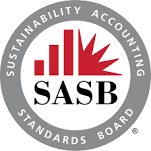 SUSTAINABILITY ACCOUNTING
SASB
STANDARDS BOARD
®